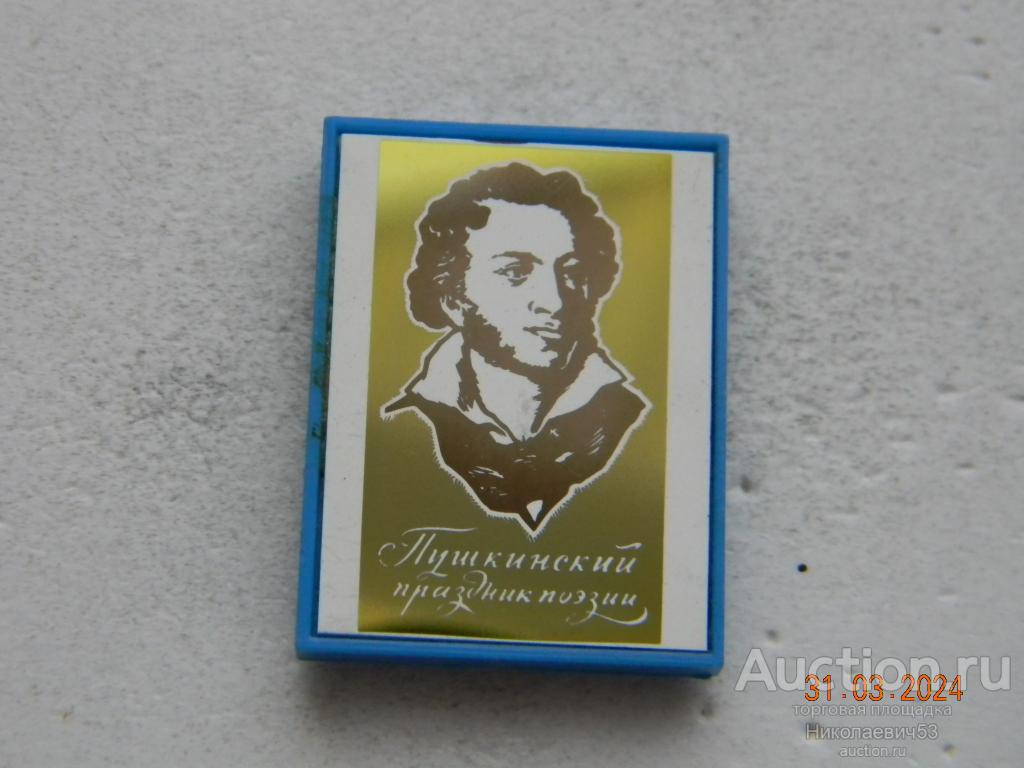 Пушкинский
праздник поэзии
Auction.ru
31.03.2024
торговая площадка
Николаевич53
auction.ru